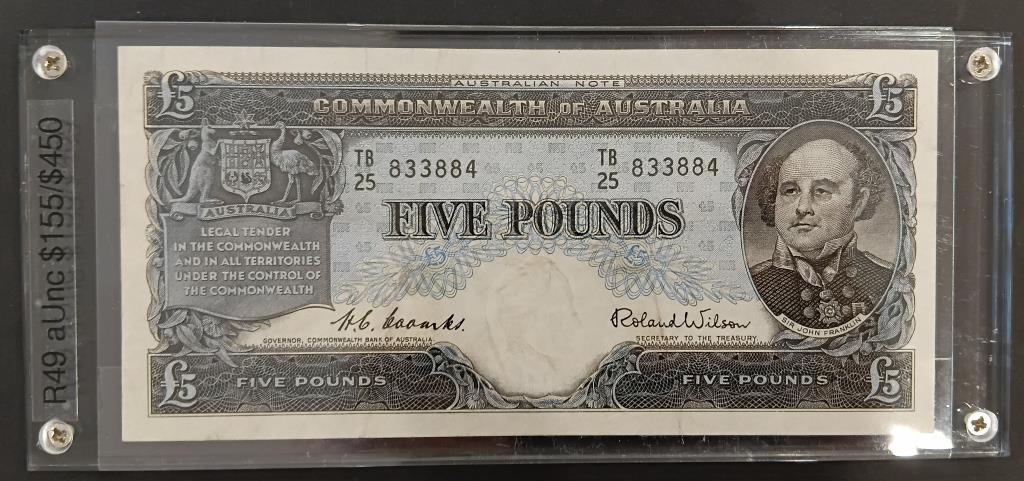 R49 aUnc $155/$450
AUSTRALIAN NOTE
£5 COMMONWEALTH OF AUSTRALIA £5
TB 25 833884
TB 25 833884
AUSTRALIA
FIVE POUNDS
LEGAL TENDER
IN THE COMMONWEALTH
AND IN ALL TERRITORIES
UNDER THE CONTROL OF
THE COMMONWEALTH
H.C. Coombs.
GOVERNOR, COMMONWEALTH BANK OF AUSTRALIA
Roland Wilson
SECRETARY TO THE TREASURY
SIR JOHN FRANKLIN
£5 FIVE POUNDS
FIVE POUNDS £5